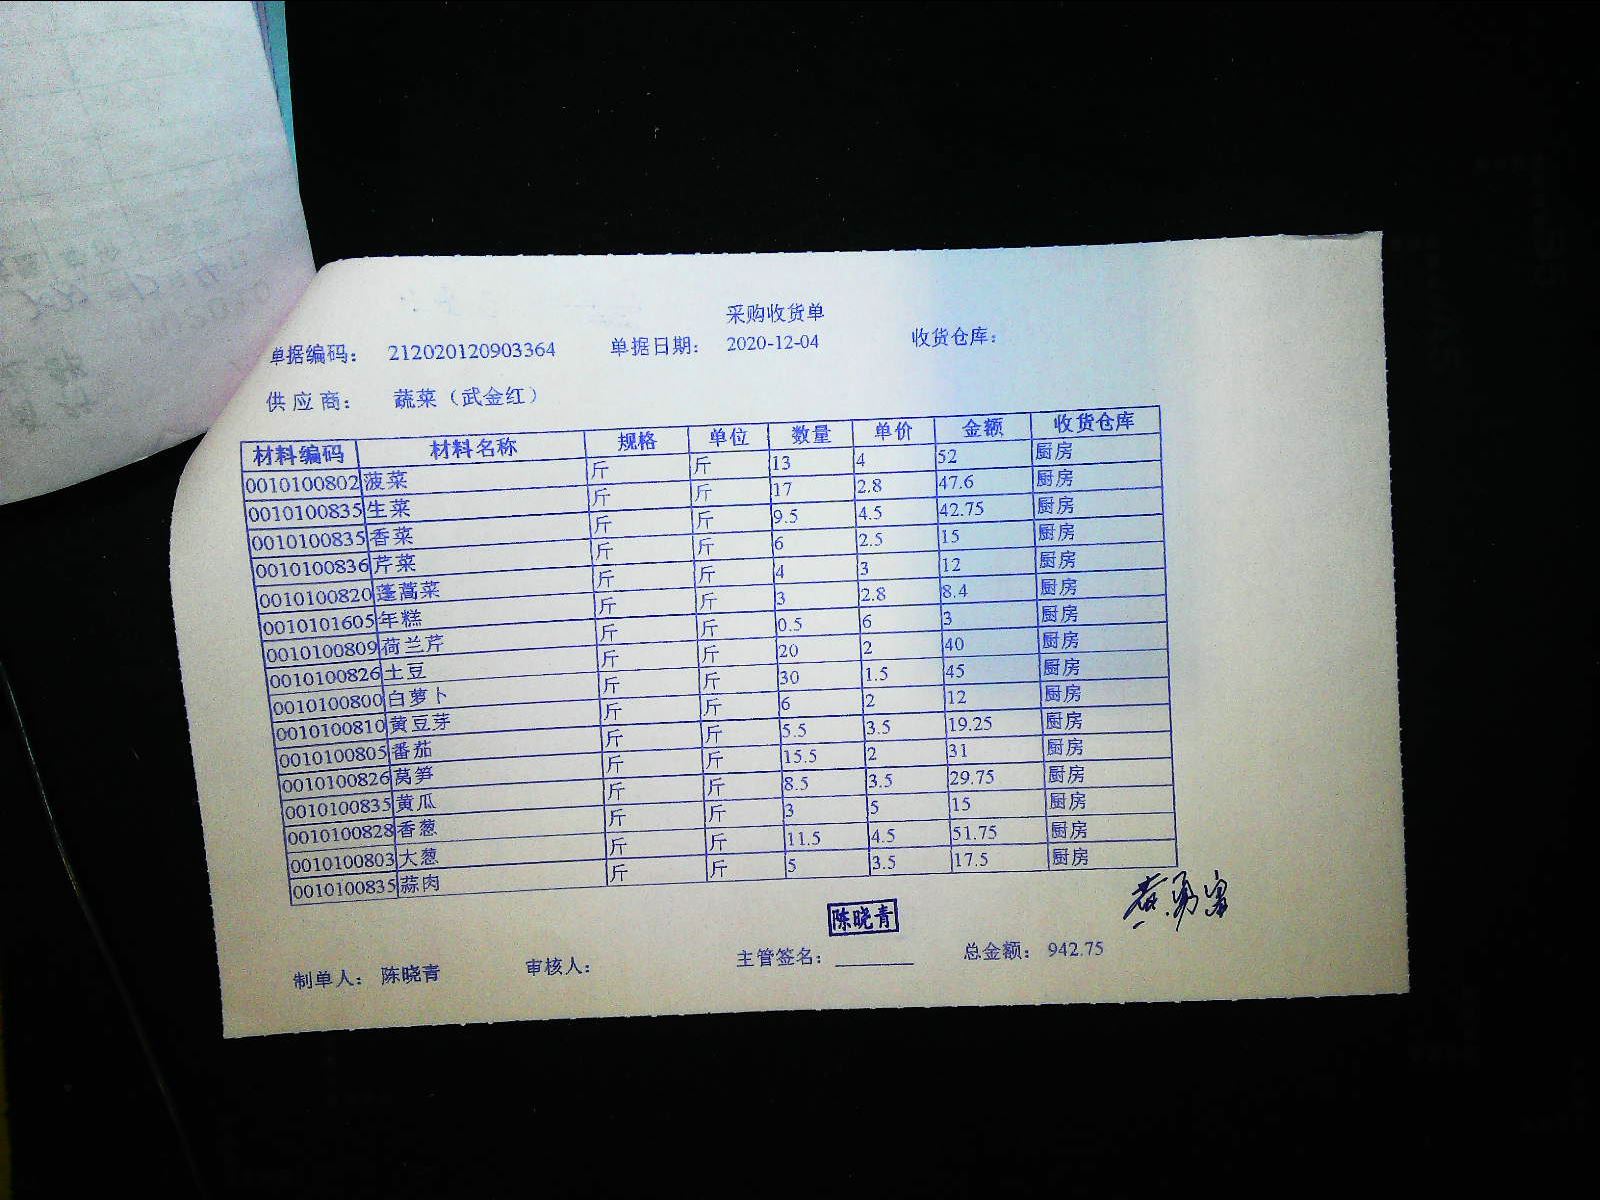 采购收货单
单据编码： 212020120903364 单据日期： 2020-12-04 收货仓库：
供应商： 蔬菜（武金红）
材料编码 材料名称 规格 单位 数量 单价 金额 收货仓库
0010100802 菠菜 斤 斤 13 4 52 厨房
0010100835 生菜 斤 斤 17 2.8 47.6 厨房
0010100835 香菜 斤 斤 9.5 4.5 42.75 厨房
0010100836 芹菜 斤 斤 6 2.5 15 厨房
0010100820 蓬蒿菜 斤 斤 4 3 12 厨房
0010101605 年糕 斤 斤 3 2.8 8.4 厨房
0010100809 荷兰芹 斤 斤 0.5 6 3 厨房
0010100826 土豆 斤 斤 20 2 40 厨房
0010100800 白萝卜 斤 斤 30 1.5 45 厨房
0010100810 黄豆芽 斤 斤 6 2 12 厨房
0010100805 番茄 斤 斤 5.5 3.5 19.25 厨房
0010100826 莴笋 斤 斤 15.5 2 31 厨房
0010100835 黄瓜 斤 斤 8.5 3.5 29.75 厨房
0010100828 香葱 斤 斤 3 5 15 厨房
0010100803 大葱 斤 斤 11.5 4.5 51.75 厨房
0010100835 蒜肉 斤 斤 5 3.5 17.5 厨房
陈晓青
制单人： 陈晓青 审核人： 主管签名： 总金额： 942.75